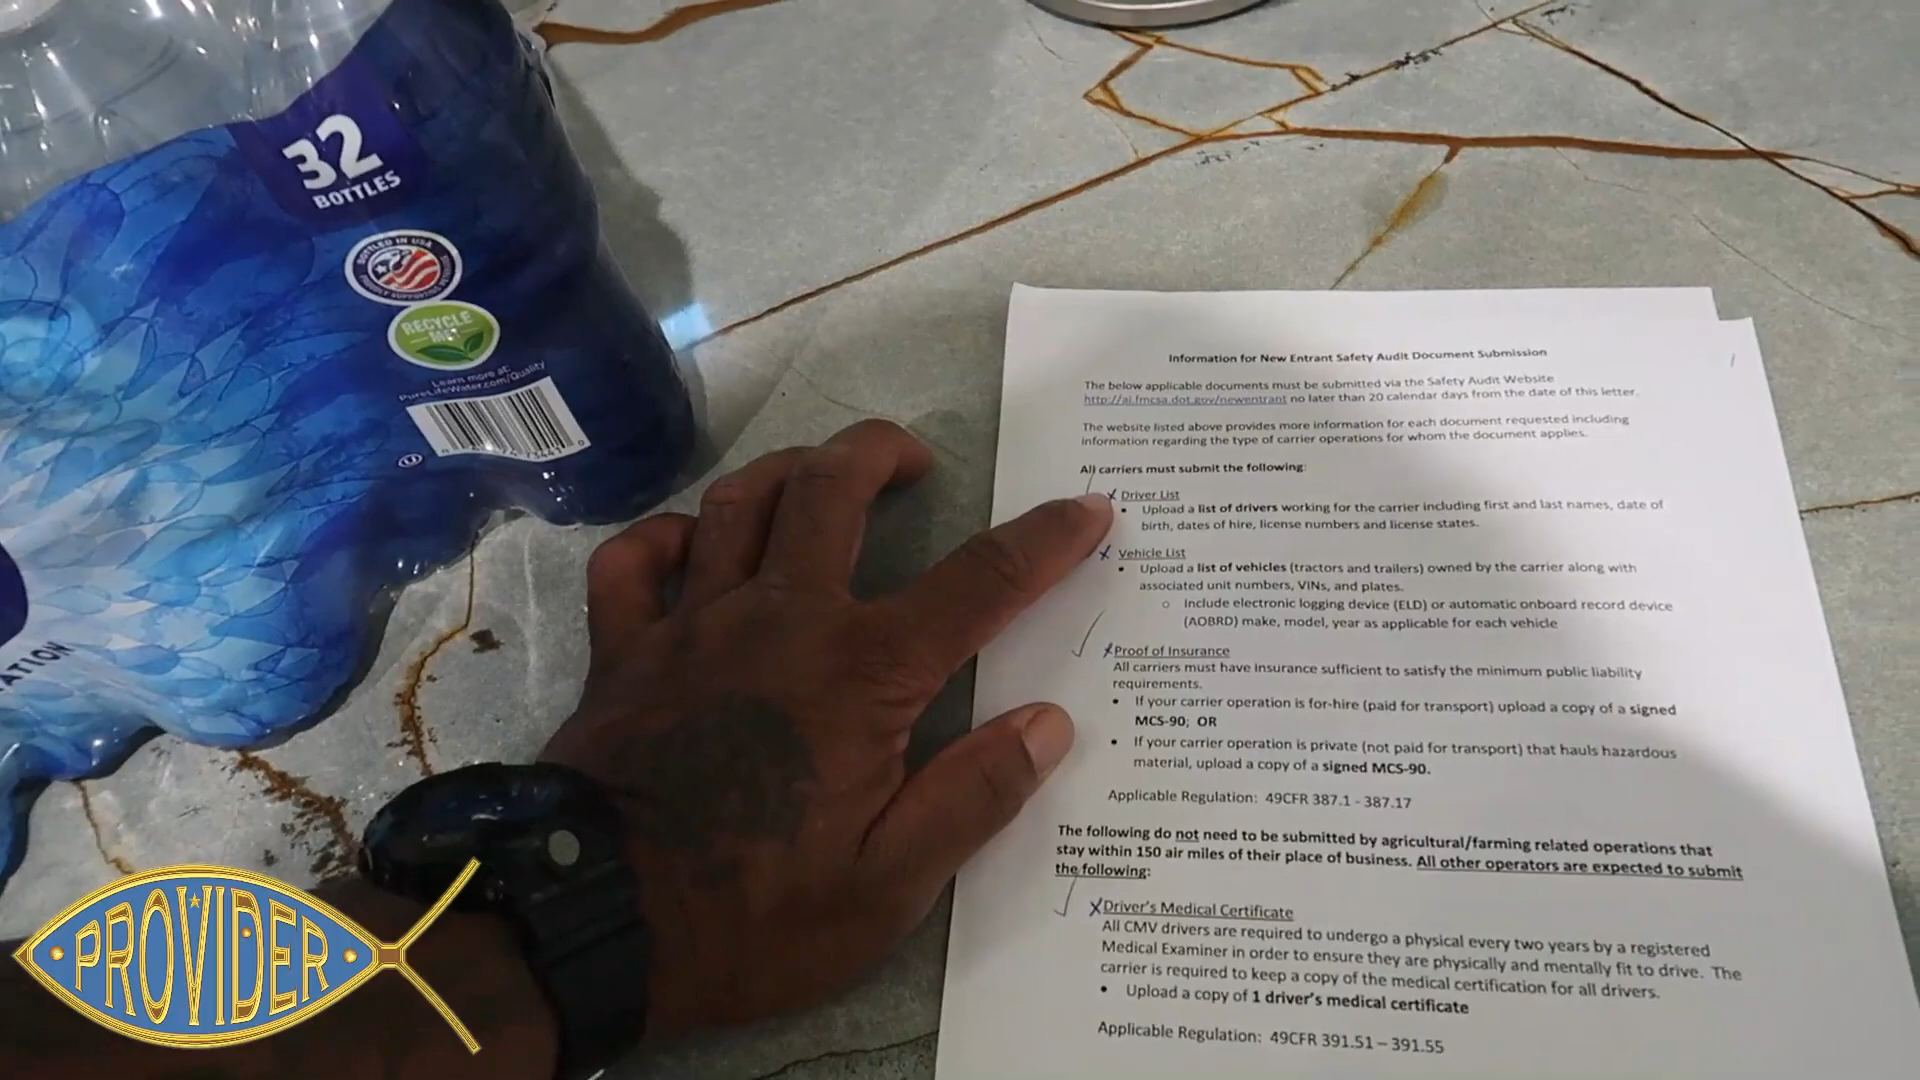 32
BOTTLES
BOTTLED IN USA
RECYCLE
ME!
Learn more at:
PureLifeWater.com/Quality
PROVIDER
Information for New Entrant Safety Audit Document Submission
The below applicable documents must be submitted via the Safety Audit Website
http://ai.fmcsa.dot.gov/newentrant no later than 20 calendar days from the date of this letter.
The website listed above provides more information for each document requested including
information regarding the type of carrier operations for whom the document applies.
All carriers must submit the following:
X Driver List
• Upload a list of drivers working for the carrier including first and last names, date of
birth, dates of hire, license numbers and license states.
X Vehicle List
• Upload a list of vehicles (tractors and trailers) owned by the carrier along with
associated unit numbers, VINs, and plates.
o Include electronic logging device (ELD) or automatic onboard record device
(AOBRD) make, model, year as applicable for each vehicle
X Proof of Insurance
All carriers must have insurance sufficient to satisfy the minimum public liability
requirements.
• If your carrier operation is for-hire (paid for transport) upload a copy of a signed
MCS-90; OR
• If your carrier operation is private (not paid for transport) that hauls hazardous
material, upload a copy of a signed MCS-90.
Applicable Regulation: 49CFR 387.1 - 387.17
The following do not need to be submitted by agricultural/farming related operations that
stay within 150 air miles of their place of business. All other operators are expected to submit
the following:
X Driver's Medical Certificate
All CMV drivers are required to undergo a physical every two years by a registered
Medical Examiner in order to ensure they are physically and mentally fit to drive. The
carrier is required to keep a copy of the medical certification for all drivers.
• Upload a copy of 1 driver's medical certificate
Applicable Regulation: 49CFR 391.51 – 391.55